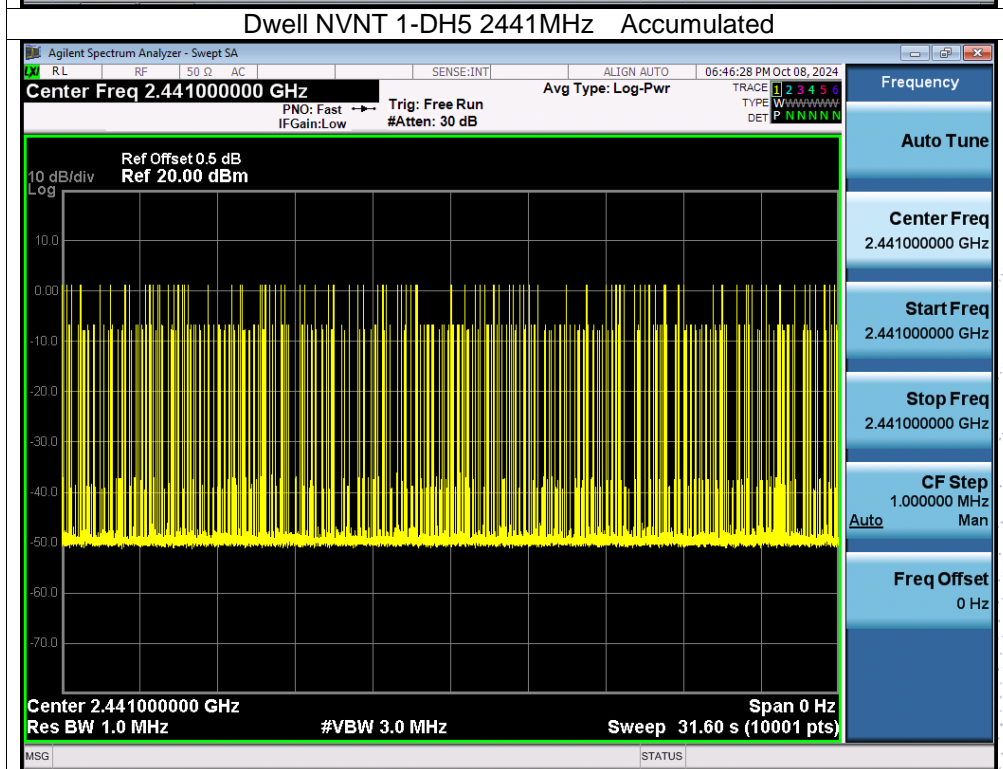 Dwell NVNT 1-DH5 2441MHz Accumulated
Agilent Spectrum Analyzer - Swept SA
LXI RL RF 50 Ω AC SENSE:INT ALIGN AUTO 06:46:28 PM Oct 08, 2024
Center Freq 2.441000000 GHz Avg Type: Log-Pwr TRACE 1 2 3 4 5 6
PNO: Fast Trig: Free Run TYPE WWWWWWW
IFGain:Low #Atten: 30 dB DET P N N N N N
Frequency
Ref Offset 0.5 dB
10 dB/div Ref 20.00 dBm
Log
10.0
0.00
-10.0
-20.0
-30.0
-40.0
-50.0
-60.0
-70.0
Center 2.441000000 GHz Span 0 Hz
Res BW 1.0 MHz #VBW 3.0 MHz Sweep 31.60 s (10001 pts)
Auto Tune
Center Freq
2.441000000 GHz
Start Freq
2.441000000 GHz
Stop Freq
2.441000000 GHz
CF Step
1.000000 MHz
Auto Man
Freq Offset
0 Hz
MSG STATUS